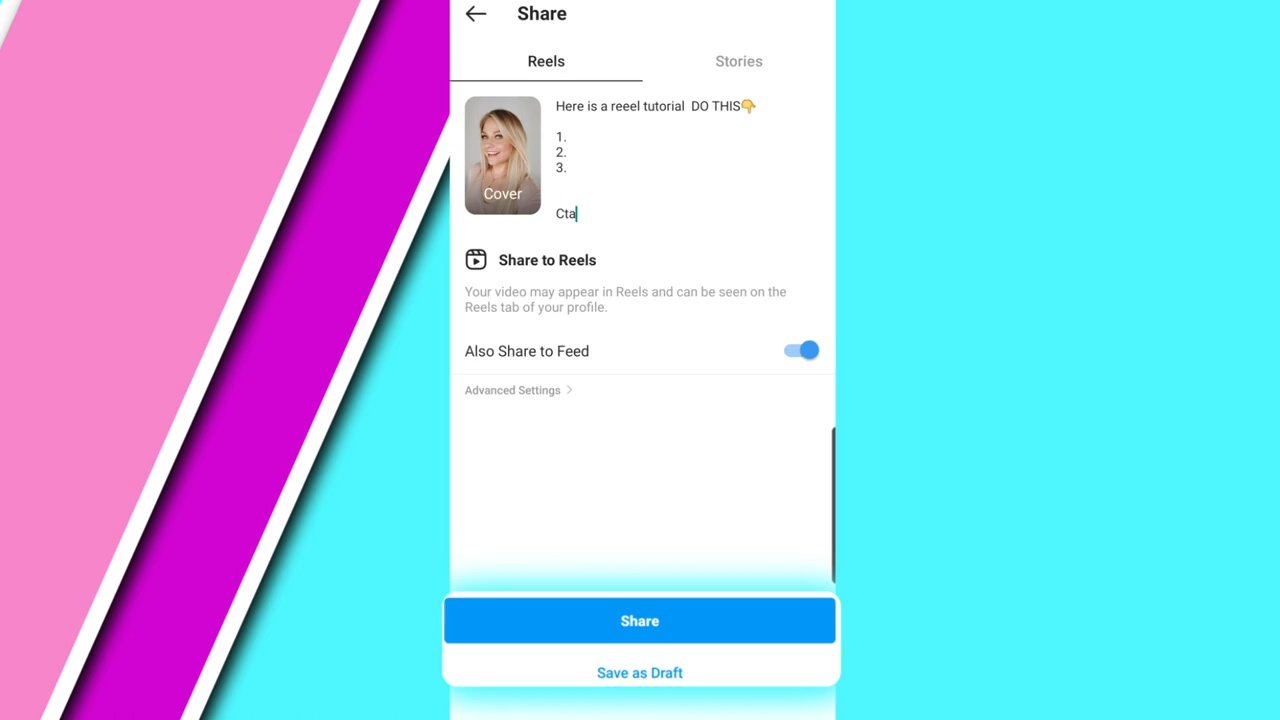 Share
Reels
Stories
Cover
Here is a reeel tutorial  DO THIS👇
1.
2.
3.
Cta
Share to Reels
Your video may appear in Reels and can be seen on the
Reels tab of your profile.
Also Share to Feed
Advanced Settings
Share
Save as Draft